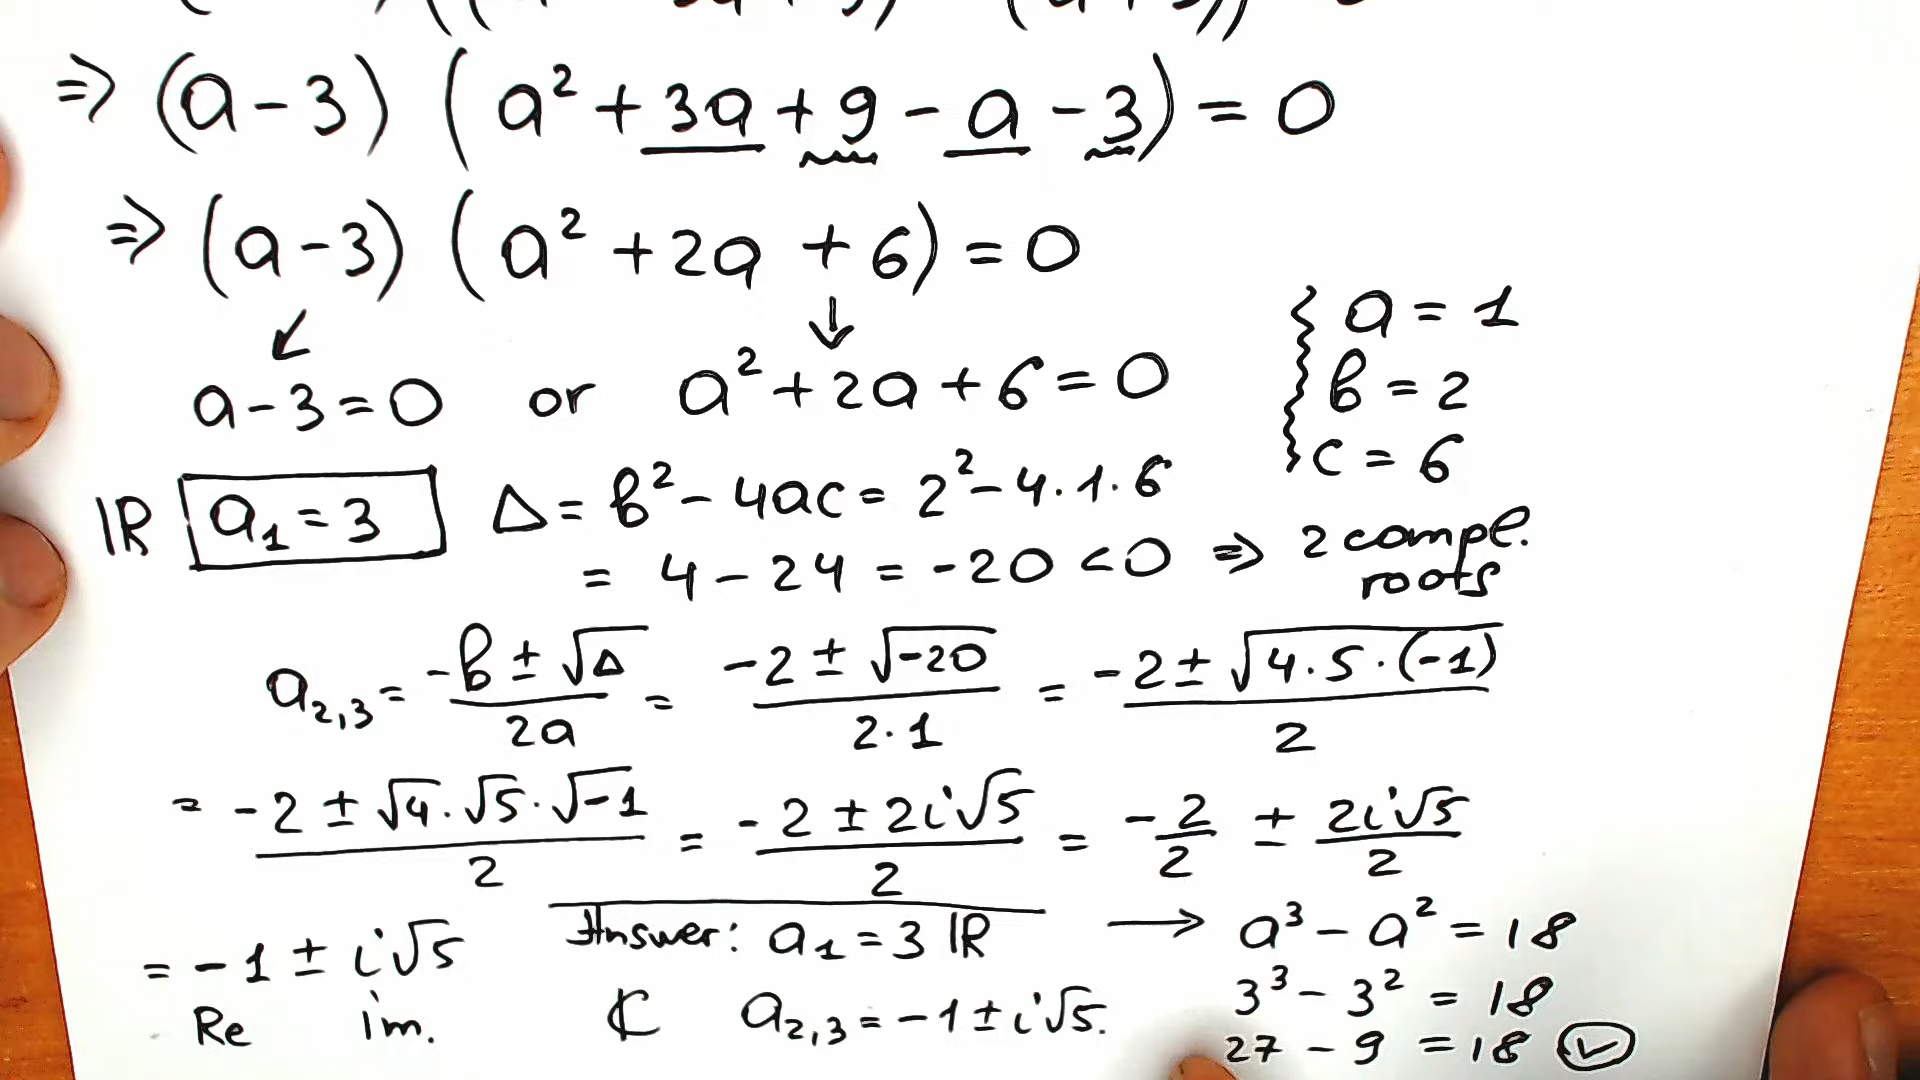 ⇒ (a-3) (a² + 3a + 9 - a - 3) = 0
⇒ (a-3) (a² + 2a + 6) = 0
↙ ↓
a-3=0 or a²+2a+6=0
{ a = 1
b = 2
c = 6
ℝ a₁ = 3
Δ = b² - 4ac = 2² - 4·1·6
= 4 - 24 = -20 < 0 ⇒ 2 compl. roots
a₂,₃ = (-b ± √Δ)/(2a) = (-2 ± √-20)/(2·1) = (-2 ± √(4·5·(-1)))/2
= (-2 ± √4·√5·√-1)/2 = (-2 ± 2i√5)/2 = -2/2 ± 2i√5/2
= -1 ± i√5
Re im.
Answer: a₁ = 3 ℝ
ℂ a₂,₃ = -1 ± i√5.
→ a³ - a² = 18
3³ - 3² = 18
27 - 9 = 18 ✓